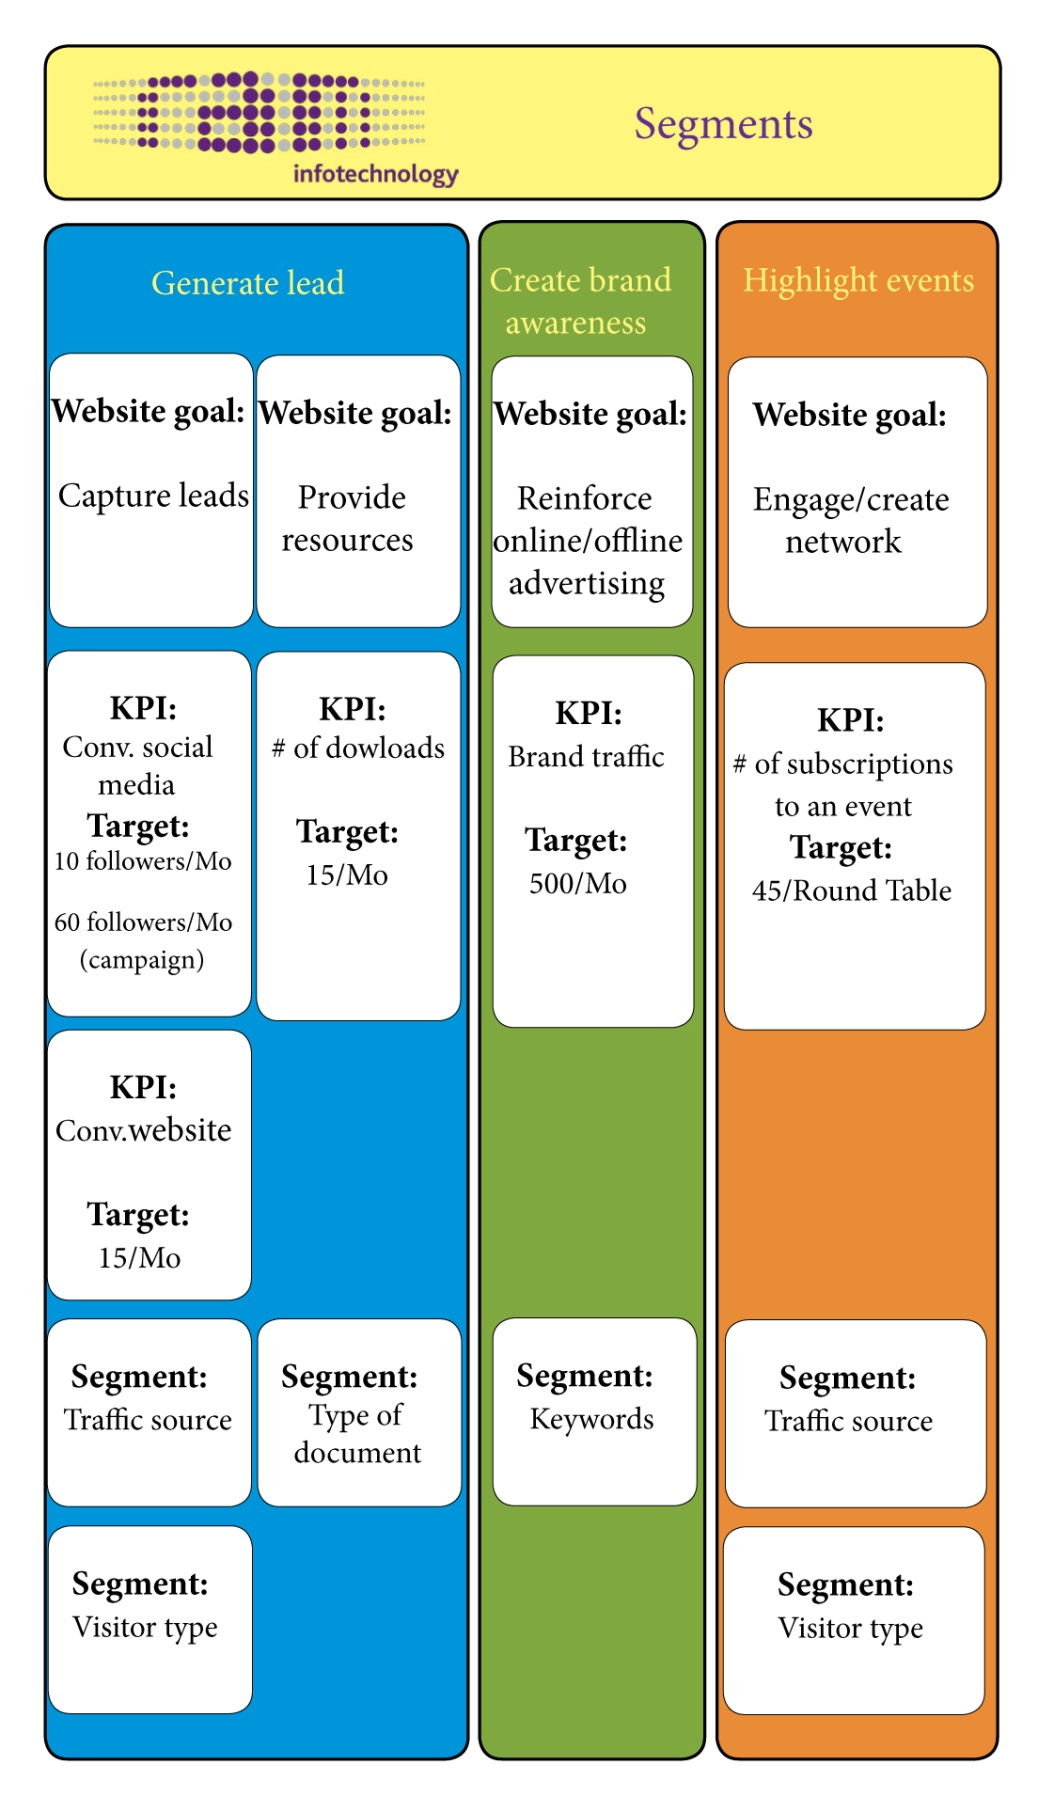 infotechnology
Segments
Generate lead
Website goal:
Capture leads
Website goal:
Provide
resources
KPI:
Conv. social
media
Target:
10 followers/Mo
60 followers/Mo
(campaign)
KPI:
# of dowloads
Target:
15/Mo
KPI:
Conv.website
Target:
15/Mo
Segment:
Traffic source
Segment:
Type of
document
Segment:
Visitor type
Create brand
awareness
Website goal:
Reinforce
online/offline
advertising
KPI:
Brand traffic
Target:
500/Mo
Segment:
Keywords
Highlight events
Website goal:
Engage/create
network
KPI:
# of subscriptions
to an event
Target:
45/Round Table
Segment:
Traffic source
Segment:
Visitor type